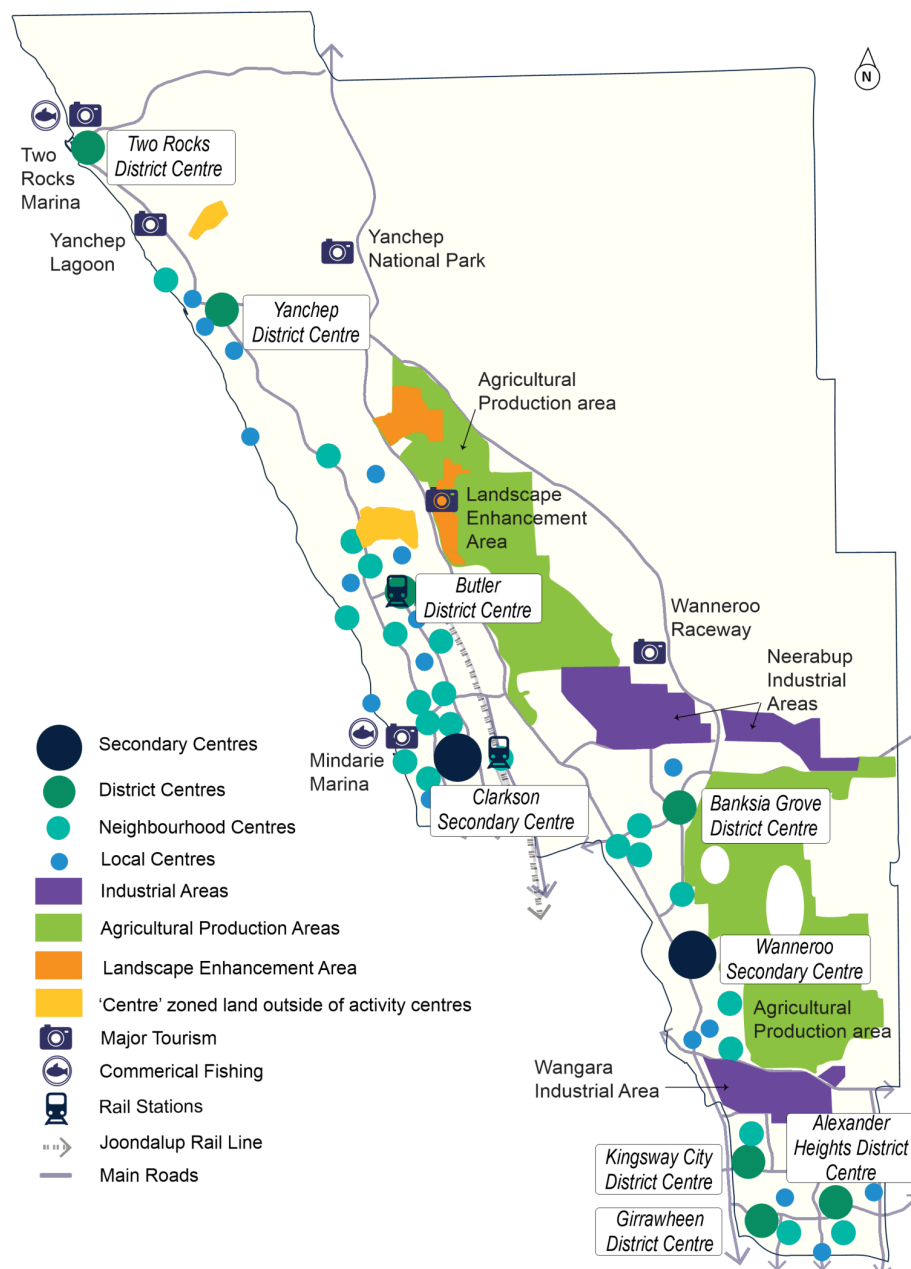 N
Two Rocks
District Centre
Two
Rocks
Marina
Yanchep
Lagoon
Yanchep
National Park
Yanchep
District Centre
Agricultural
Production area
Landscape
Enhancement
Area
Butler
District Centre
Wanneroo
Raceway
Neerabup
Industrial
Areas
Mindarie
Marina
Clarkson
Secondary Centre
Banksia Grove
District Centre
Wanneroo
Secondary Centre
Agricultural
Production area
Wangara
Industrial Area
Alexander
Heights District
Centre
Kingsway City
District Centre
Girrawheen
District Centre
Secondary Centres
District Centres
Neighbourhood Centres
Local Centres
Industrial Areas
Agricultural Production Areas
Landscape Enhancement Area
‘Centre’ zoned land outside of activity centres
Major Tourism
Commerical Fishing
Rail Stations
Joondalup Rail Line
Main Roads